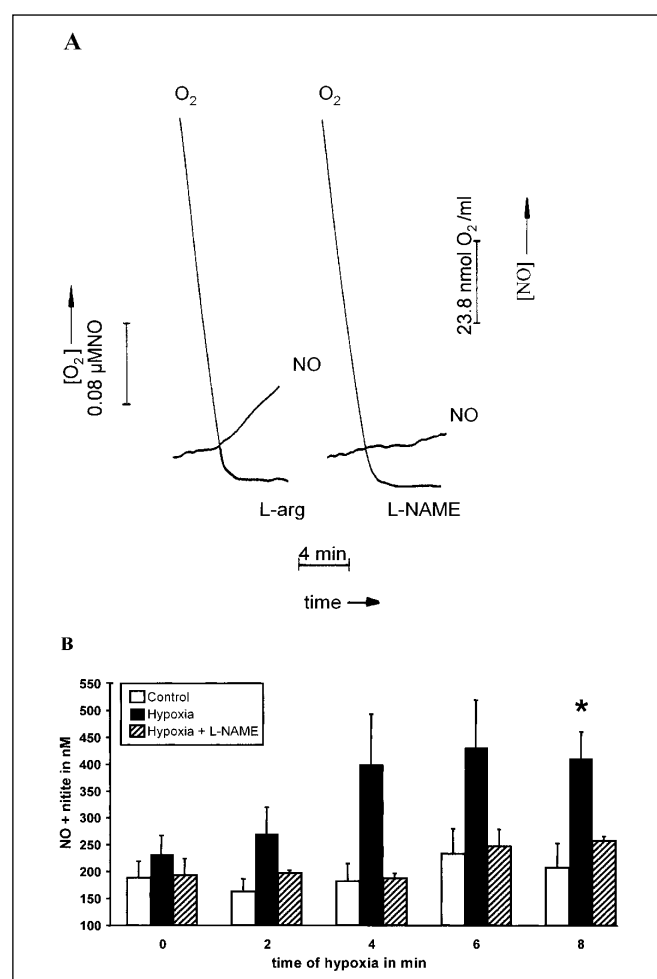 A
O2 O2
[O2]
0.08 µMNO
23.8 nmol O2/ml
[NO]
NO
NO
L-arg L-NAME
4 min
time
B
NO + nitite in nM
550
500
450
400
350
300
250
200
150
100
Control
Hypoxia
Hypoxia + L-NAME
*
0 2 4 6 8
time of hypoxia in min